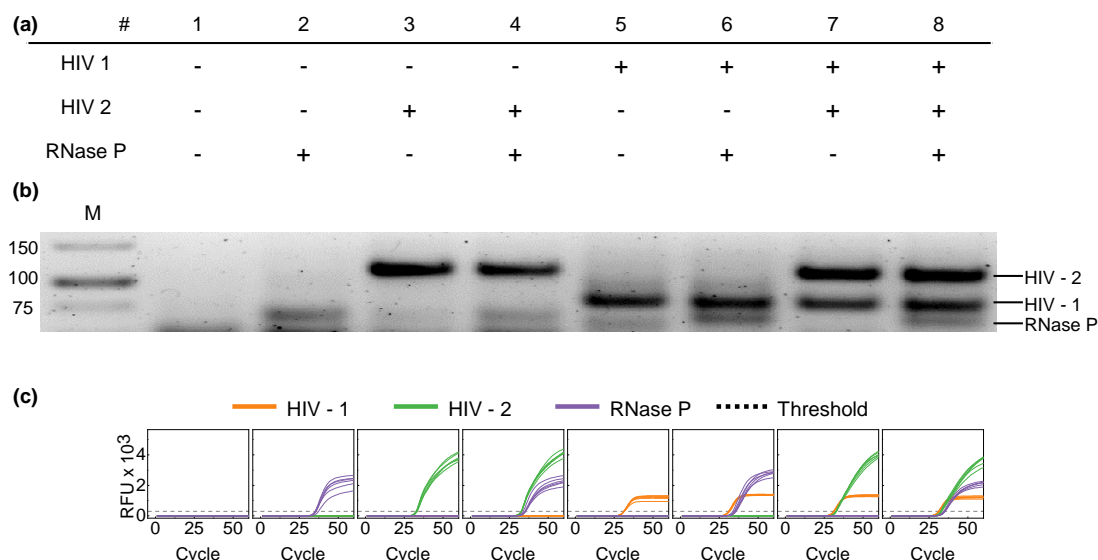 (a) # 1 2 3 4 5 6 7 8
HIV 1 - - - - + + + +
HIV 2 - - + + - - + +
RNase P - + - + - + - +
(b)
M
150
100
75
HIV - 2
HIV - 1
RNase P
(c)
HIV - 1 HIV - 2 RNase P Threshold
RFU x 10³
4
2
0
0 25 50 0 25 50 0 25 50 0 25 50 0 25 50 0 25 50 0 25 50 0 25 50
Cycle Cycle Cycle Cycle Cycle Cycle Cycle Cycle